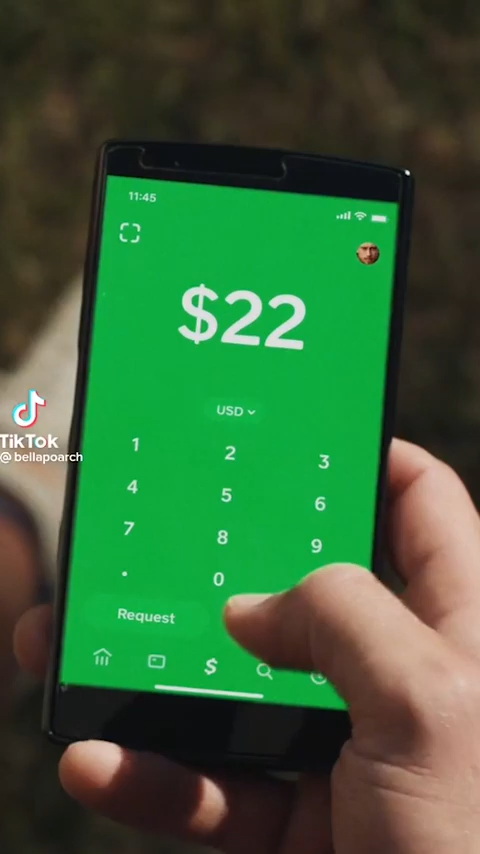 11:45
$22
USD
TikTok
@ bellapoarch
1 2 3
4 5 6
7 8 9
. 0
Request
$